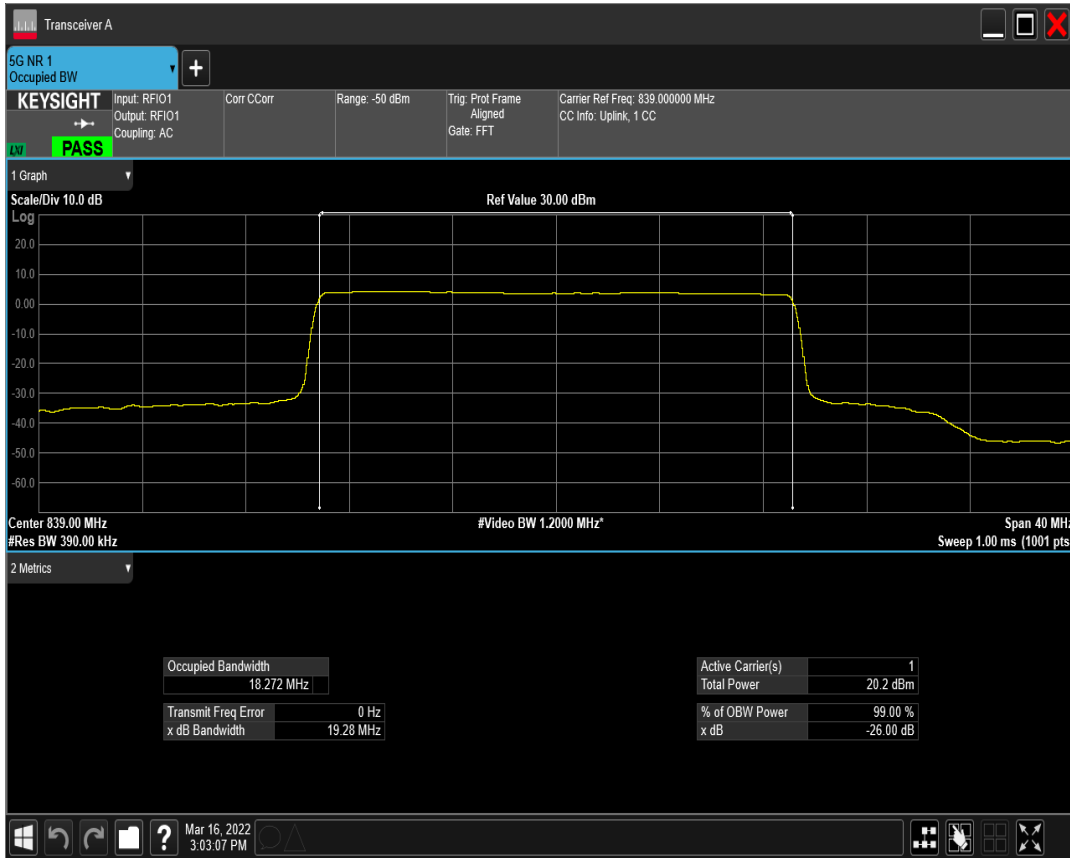 Transceiver A
5G NR 1
Occupied BW
KEYSIGHT
Input: RFIO1
Output: RFIO1
Coupling: AC
Corr CCorr
Range: -50 dBm
Trig: Prot Frame
Aligned
Gate: FFT
Carrier Ref Freq: 839.000000 MHz
CC Info: Uplink, 1 CC
LXI
PASS
1 Graph
Scale/Div 10.0 dB
Ref Value 30.00 dBm
Log
20.0
10.0
0.00
-10.0
-20.0
-30.0
-40.0
-50.0
-60.0
Center 839.00 MHz
#Video BW 1.2000 MHz*
Span 40 MHz
#Res BW 390.00 kHz
Sweep 1.00 ms (1001 pts
2 Metrics
Occupied Bandwidth
18.272 MHz
Transmit Freq Error 0 Hz
x dB Bandwidth 19.28 MHz
Active Carrier(s) 1
Total Power 20.2 dBm
% of OBW Power 99.00 %
x dB -26.00 dB
?
Mar 16, 2022
3:03:07 PM